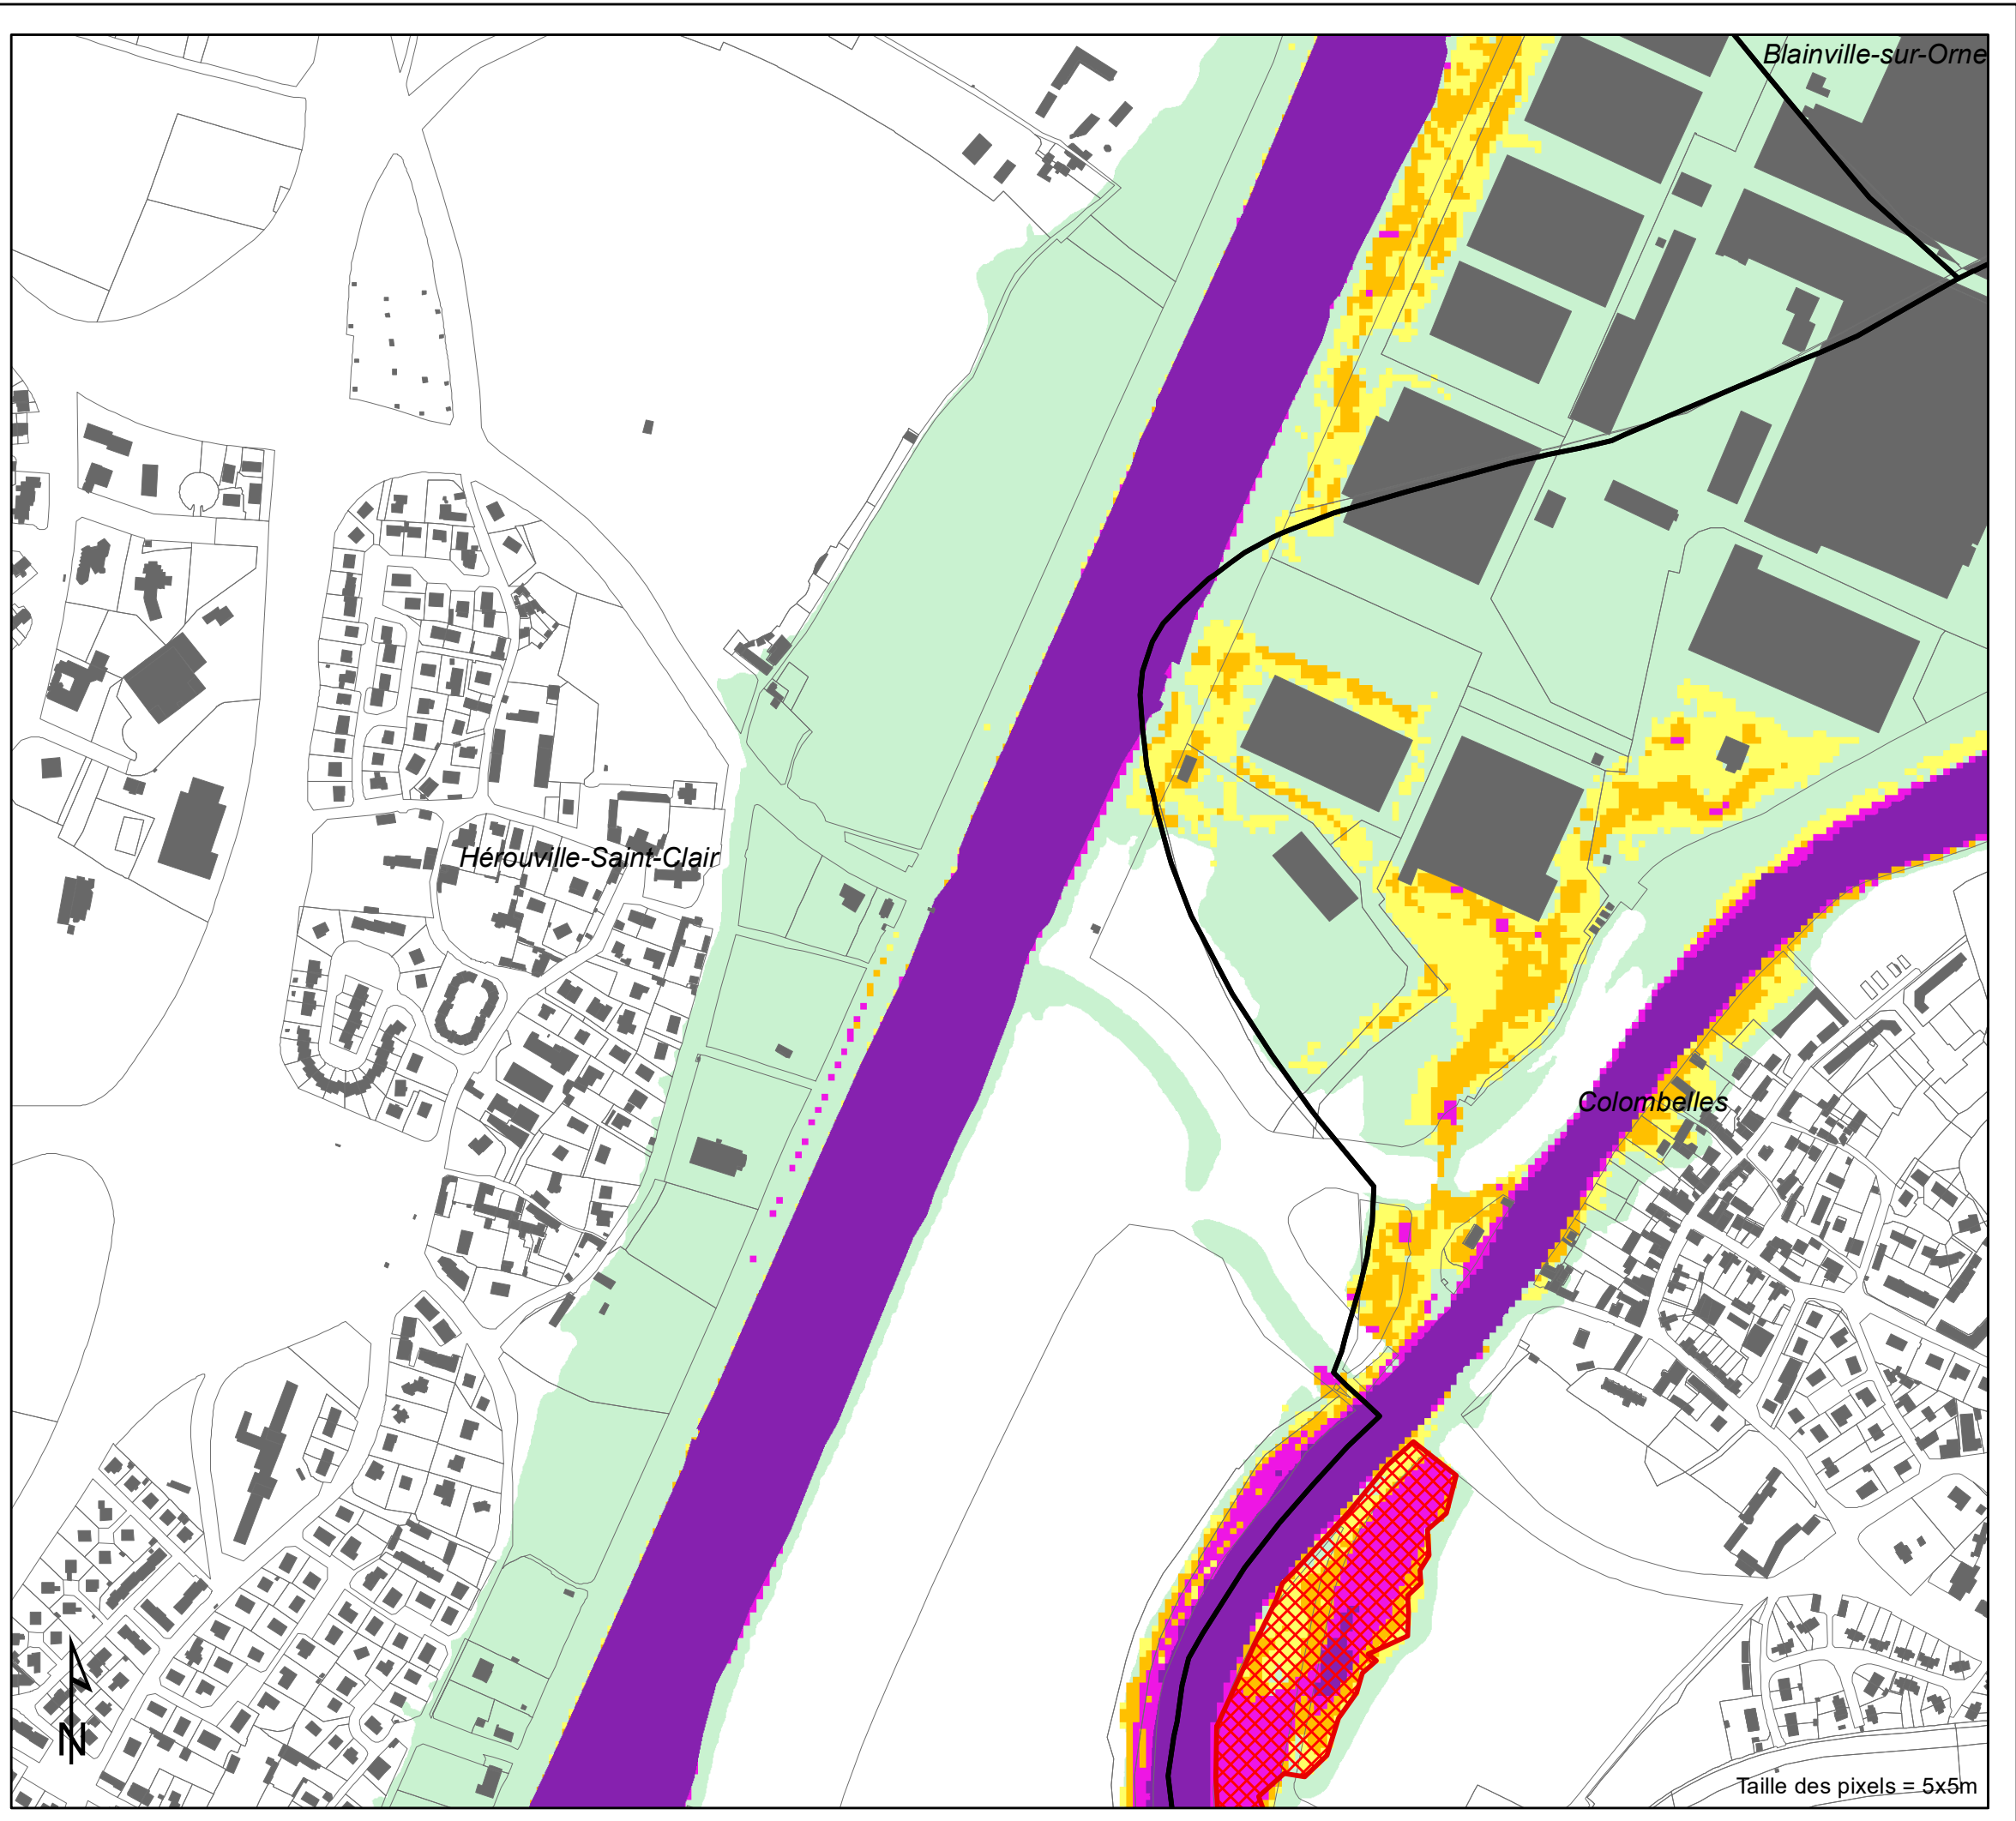 Blainville-sur-Orne
Hérouville-Saint-Clair
Colombelles
N
Taille des pixels = 5x5m